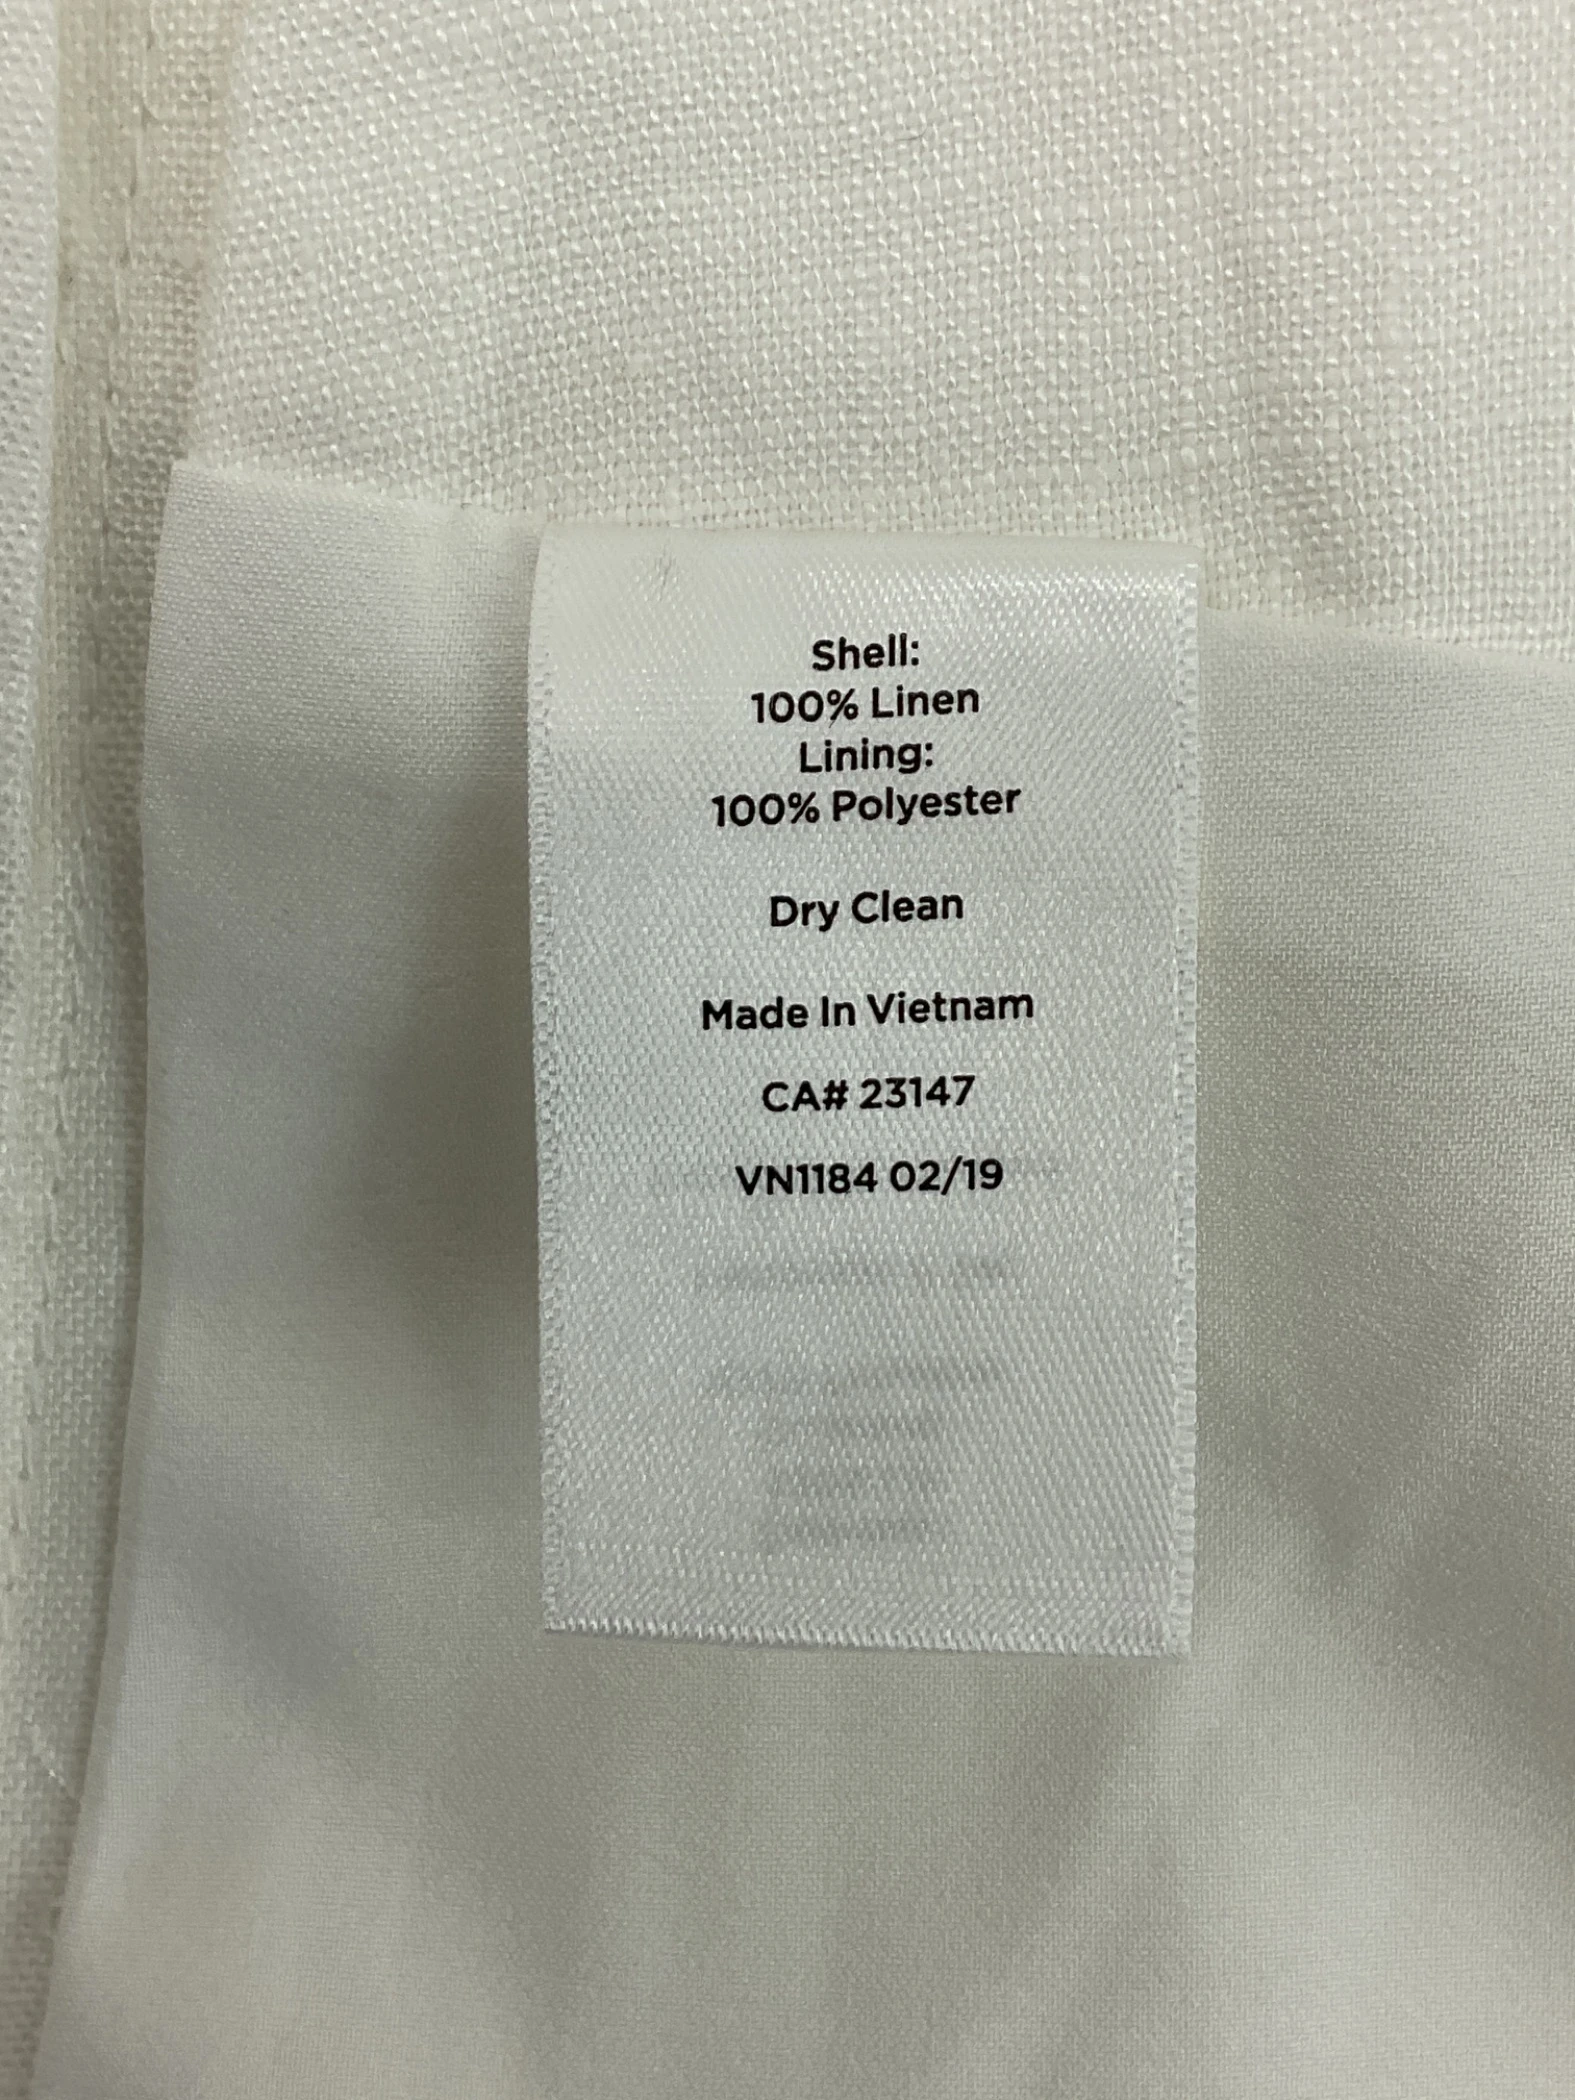 Shell:
100% Linen
Lining:
100% Polyester
Dry Clean
Made In Vietnam
CA# 23147
VN1184 02/19